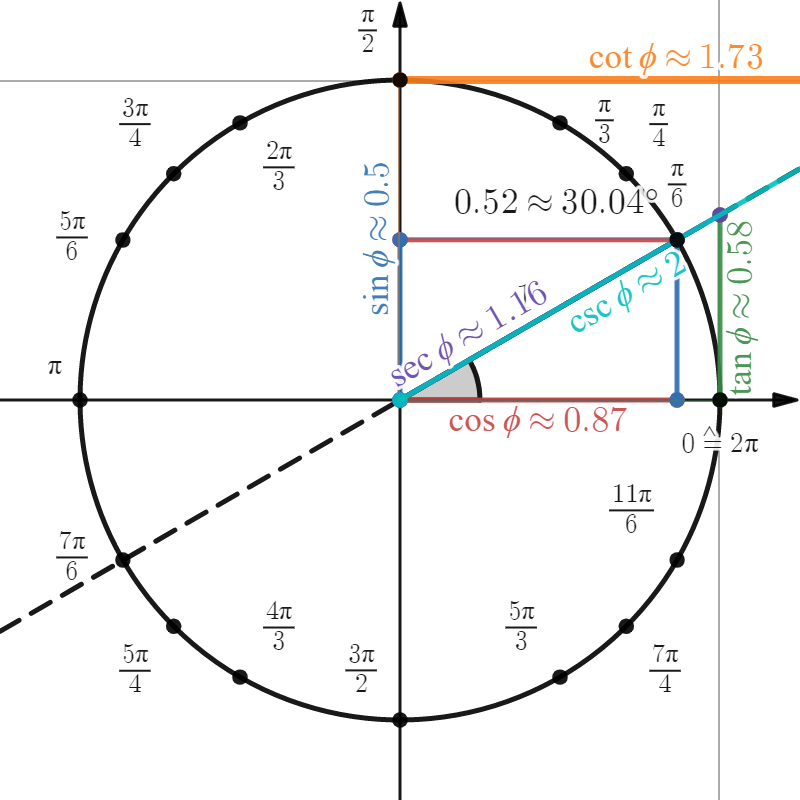 π/2
cot ϕ ≈ 1.73
3π/4
π/3
π/4
2π/3
π/6
0.52 ≈ 30.04°
5π/6
sin ϕ ≈ 0.5
tan ϕ ≈ 0.58
csc ϕ ≈ 2
sec ϕ ≈ 1.16
π
cos ϕ ≈ 0.87
0 ≙ 2π
11π/6
7π/6
4π/3
5π/3
5π/4
3π/2
7π/4